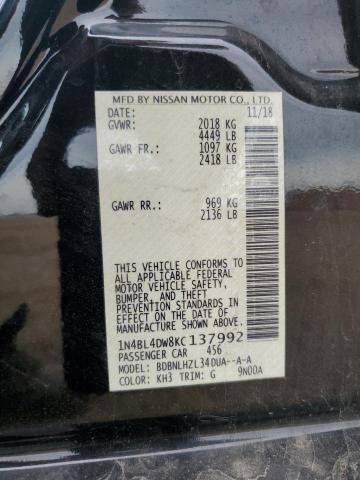 MFD BY NISSAN MOTOR CO., LTD.
DATE: 11/18
GVWR: 2018 KG
4449 LB
GAWR FR.: 1097 KG
2418 LB
GAWR RR.: 969 KG
2136 LB
THIS VEHICLE CONFORMS TO
ALL APPLICABLE FEDERAL
MOTOR VEHICLE SAFETY,
BUMPER, AND THEFT
PREVENTION STANDARDS IN
EFFECT ON THE DATE OF
MANUFACTURE SHOWN ABOVE.
1N4BL4DW8KC137992
PASSENGER CAR 456
MODEL: BDBNLHZL34DUA--A-A
COLOR: KH3 TRIM: G 9N00A